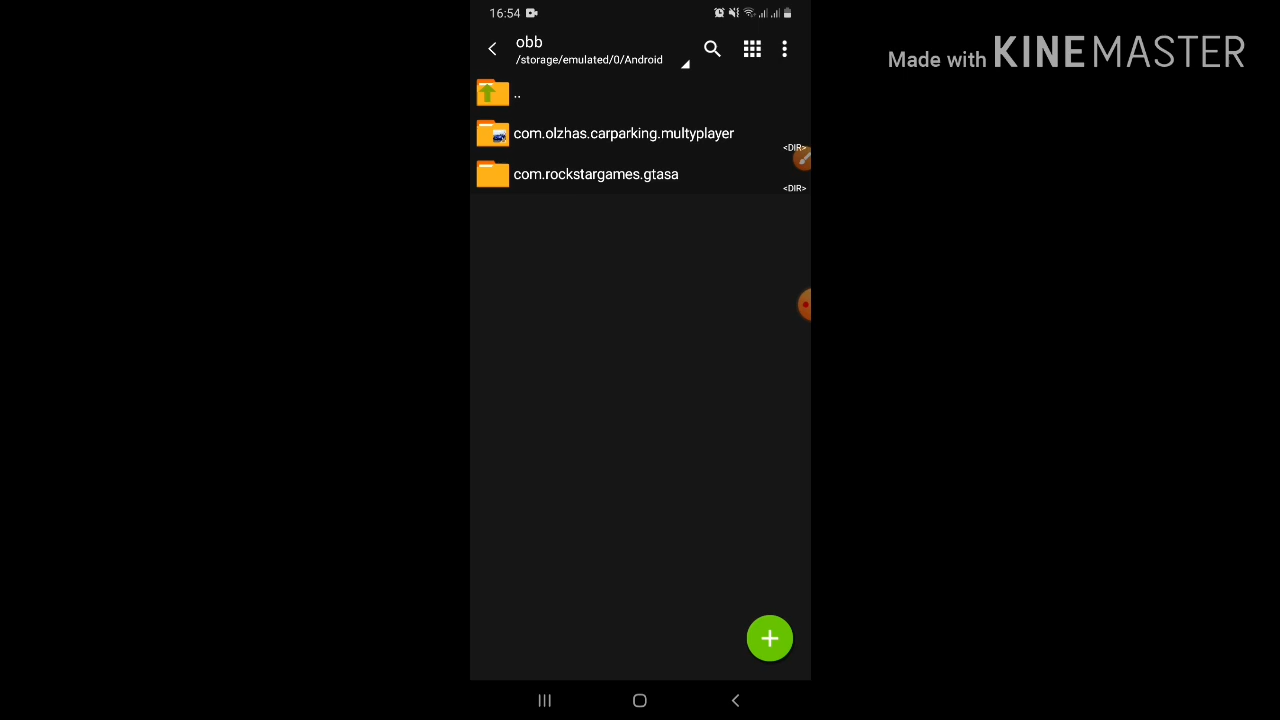 16:54
Made with KINEMASTER
obb
/storage/emulated/0/Android
..
com.olzhas.carparking.multyplayer
<DIR>
com.rockstargames.gtasa
<DIR>